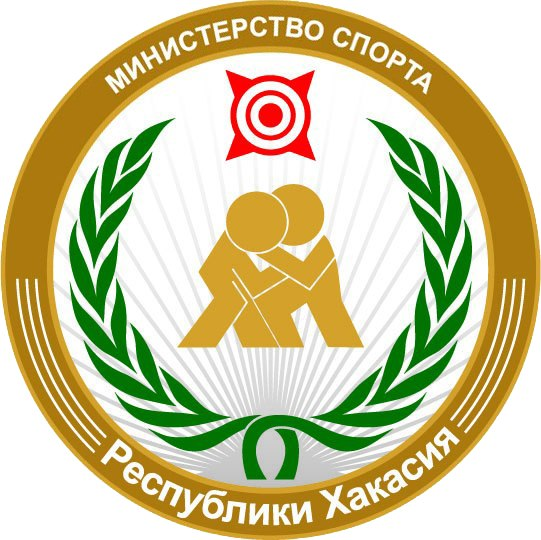 МИНИСТЕРСТВО СПОРТА
Республики Хакасия